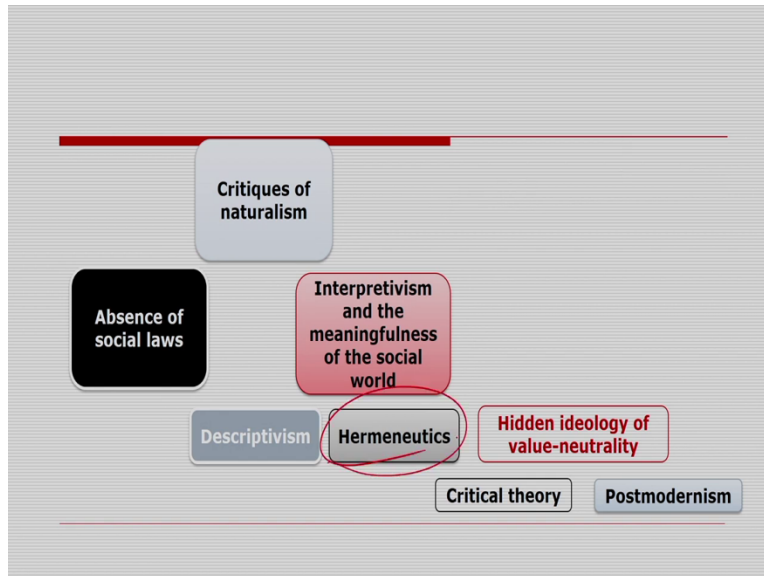 Critiques of
naturalism
Absence of
social laws
Interpretivism
and the
meaningfulness
of the social
world
Descriptivism
Hermeneutics
Hidden ideology of
value-neutrality
Critical theory
Postmodernism